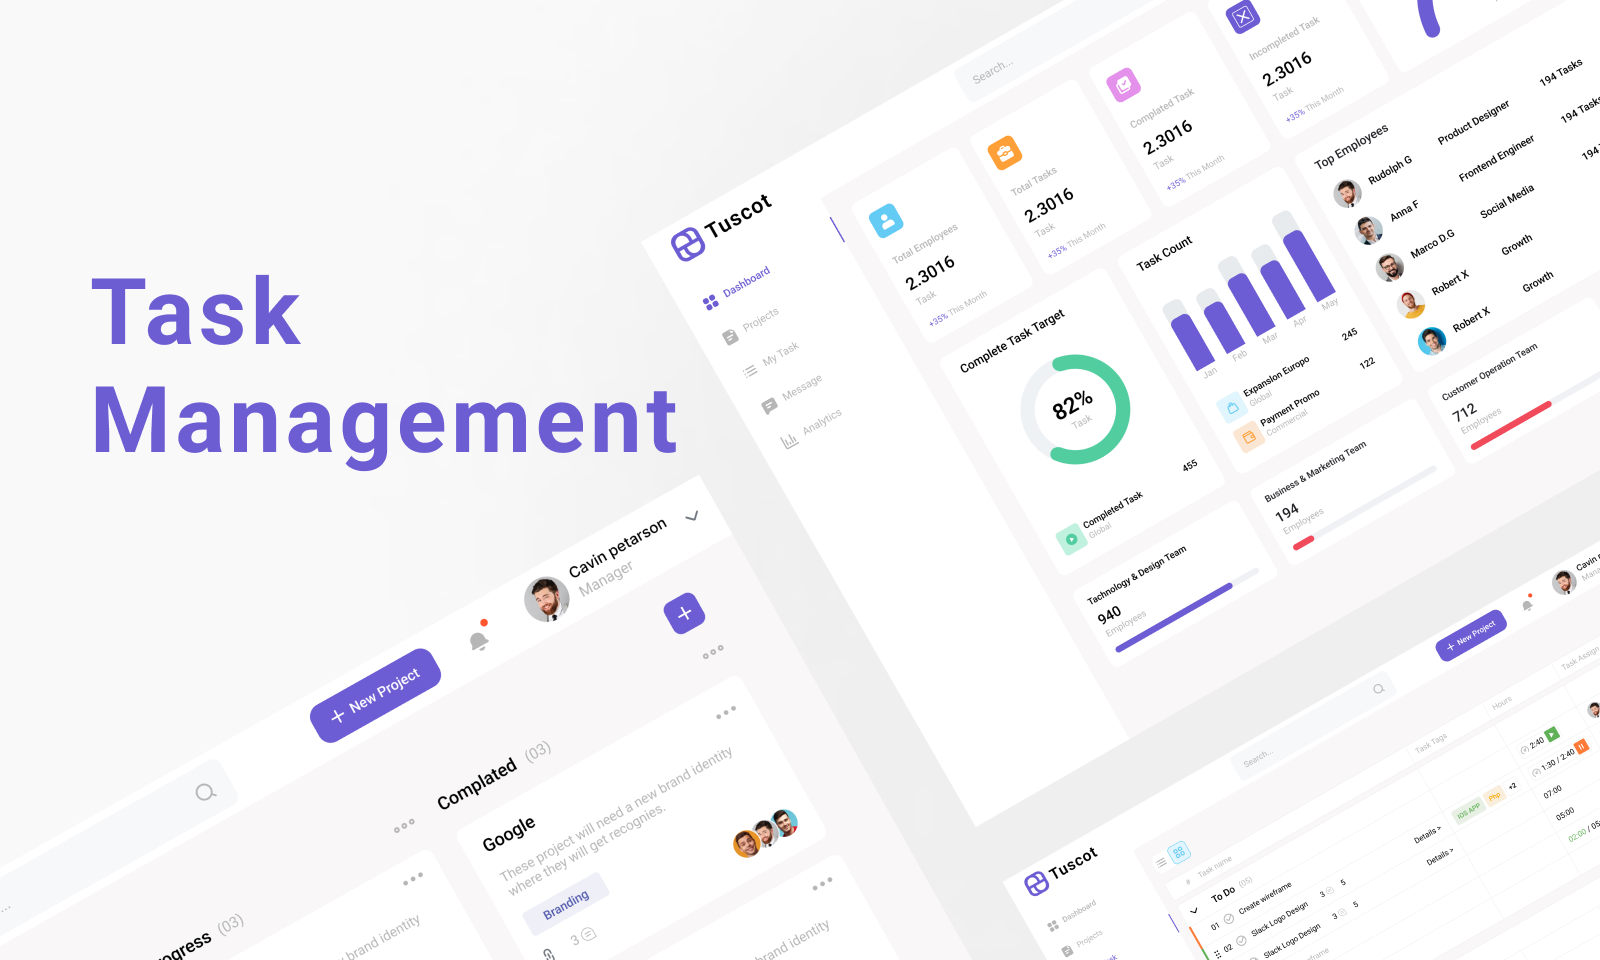 Task
Management
Tuscot
Dashboard
Projects
My Task
Message
Analytics
Search...
Total Employees
2.3016
Task
+35% This Month
Total Tasks
2.3016
Task
+35% This Month
Complated Task
2.3016
Task
+35% This Month
Incompleted Task
2.3016
Task
+35% This Month
Complete Task Target
82%
Task
Completed Task
Global
455
Task Count
Jan
Feb
Mar
Apr
May
Expansion Europo
Global
245
Payment Promo
Commercial
122
Top Employees
Rudolph G
Product Designer
194 Tasks
Anna F
Frontend Engineer
194 Tasks
Marco D.G
Social Media
194
Robert X
Growth
Robert X
Growth
Tachnology & Design Team
940
Employees
Business & Marketing Team
194
Employees
Customer Operation Team
712
Employees
Cavin petarson
Manager
+ New Project
Complated (03)
Google
These project will need a new brand identity
where they will get recognies.
Branding
3
ogress (03)
brand identity
brand identity
...
Tuscot
Dashboard
Projects
Search...
+ New Project
Cavin
# Task name
Task Tags
Hours
Task Assign
To Do (05)
01 Create wireframe
3 5
Details >
02 Slack Logo Design
3 5
Details >
Slack Logo Design
IOS APP
Php
+2
2:40
1:30 / 2:40
07:00
05:00
02:00 / 05